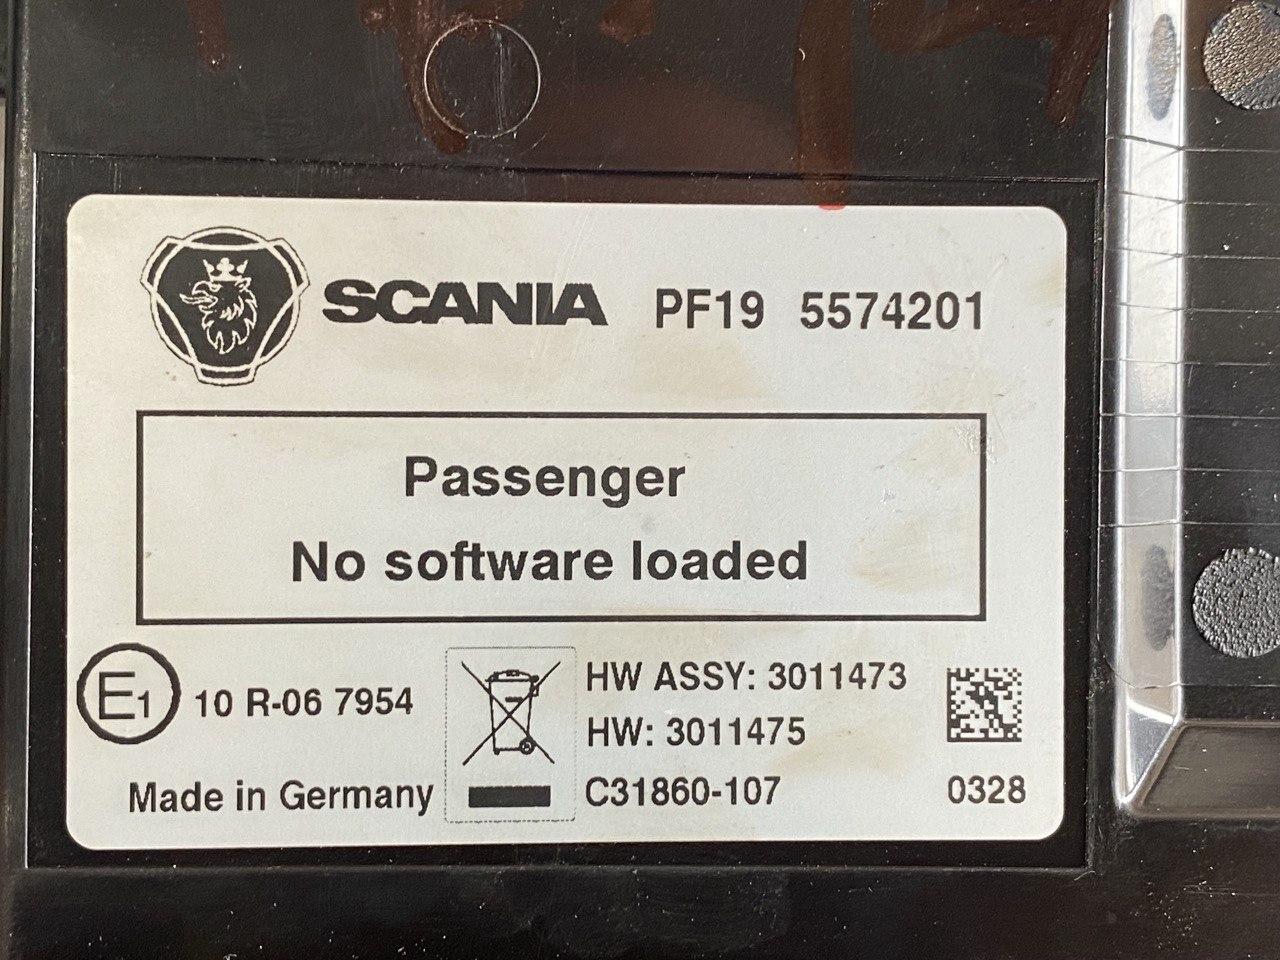 SCANIA PF19 5574201
Passenger
No software loaded
E1 10 R-06 7954
HW ASSY: 3011473
HW: 3011475
Made in Germany
C31860-107
0328